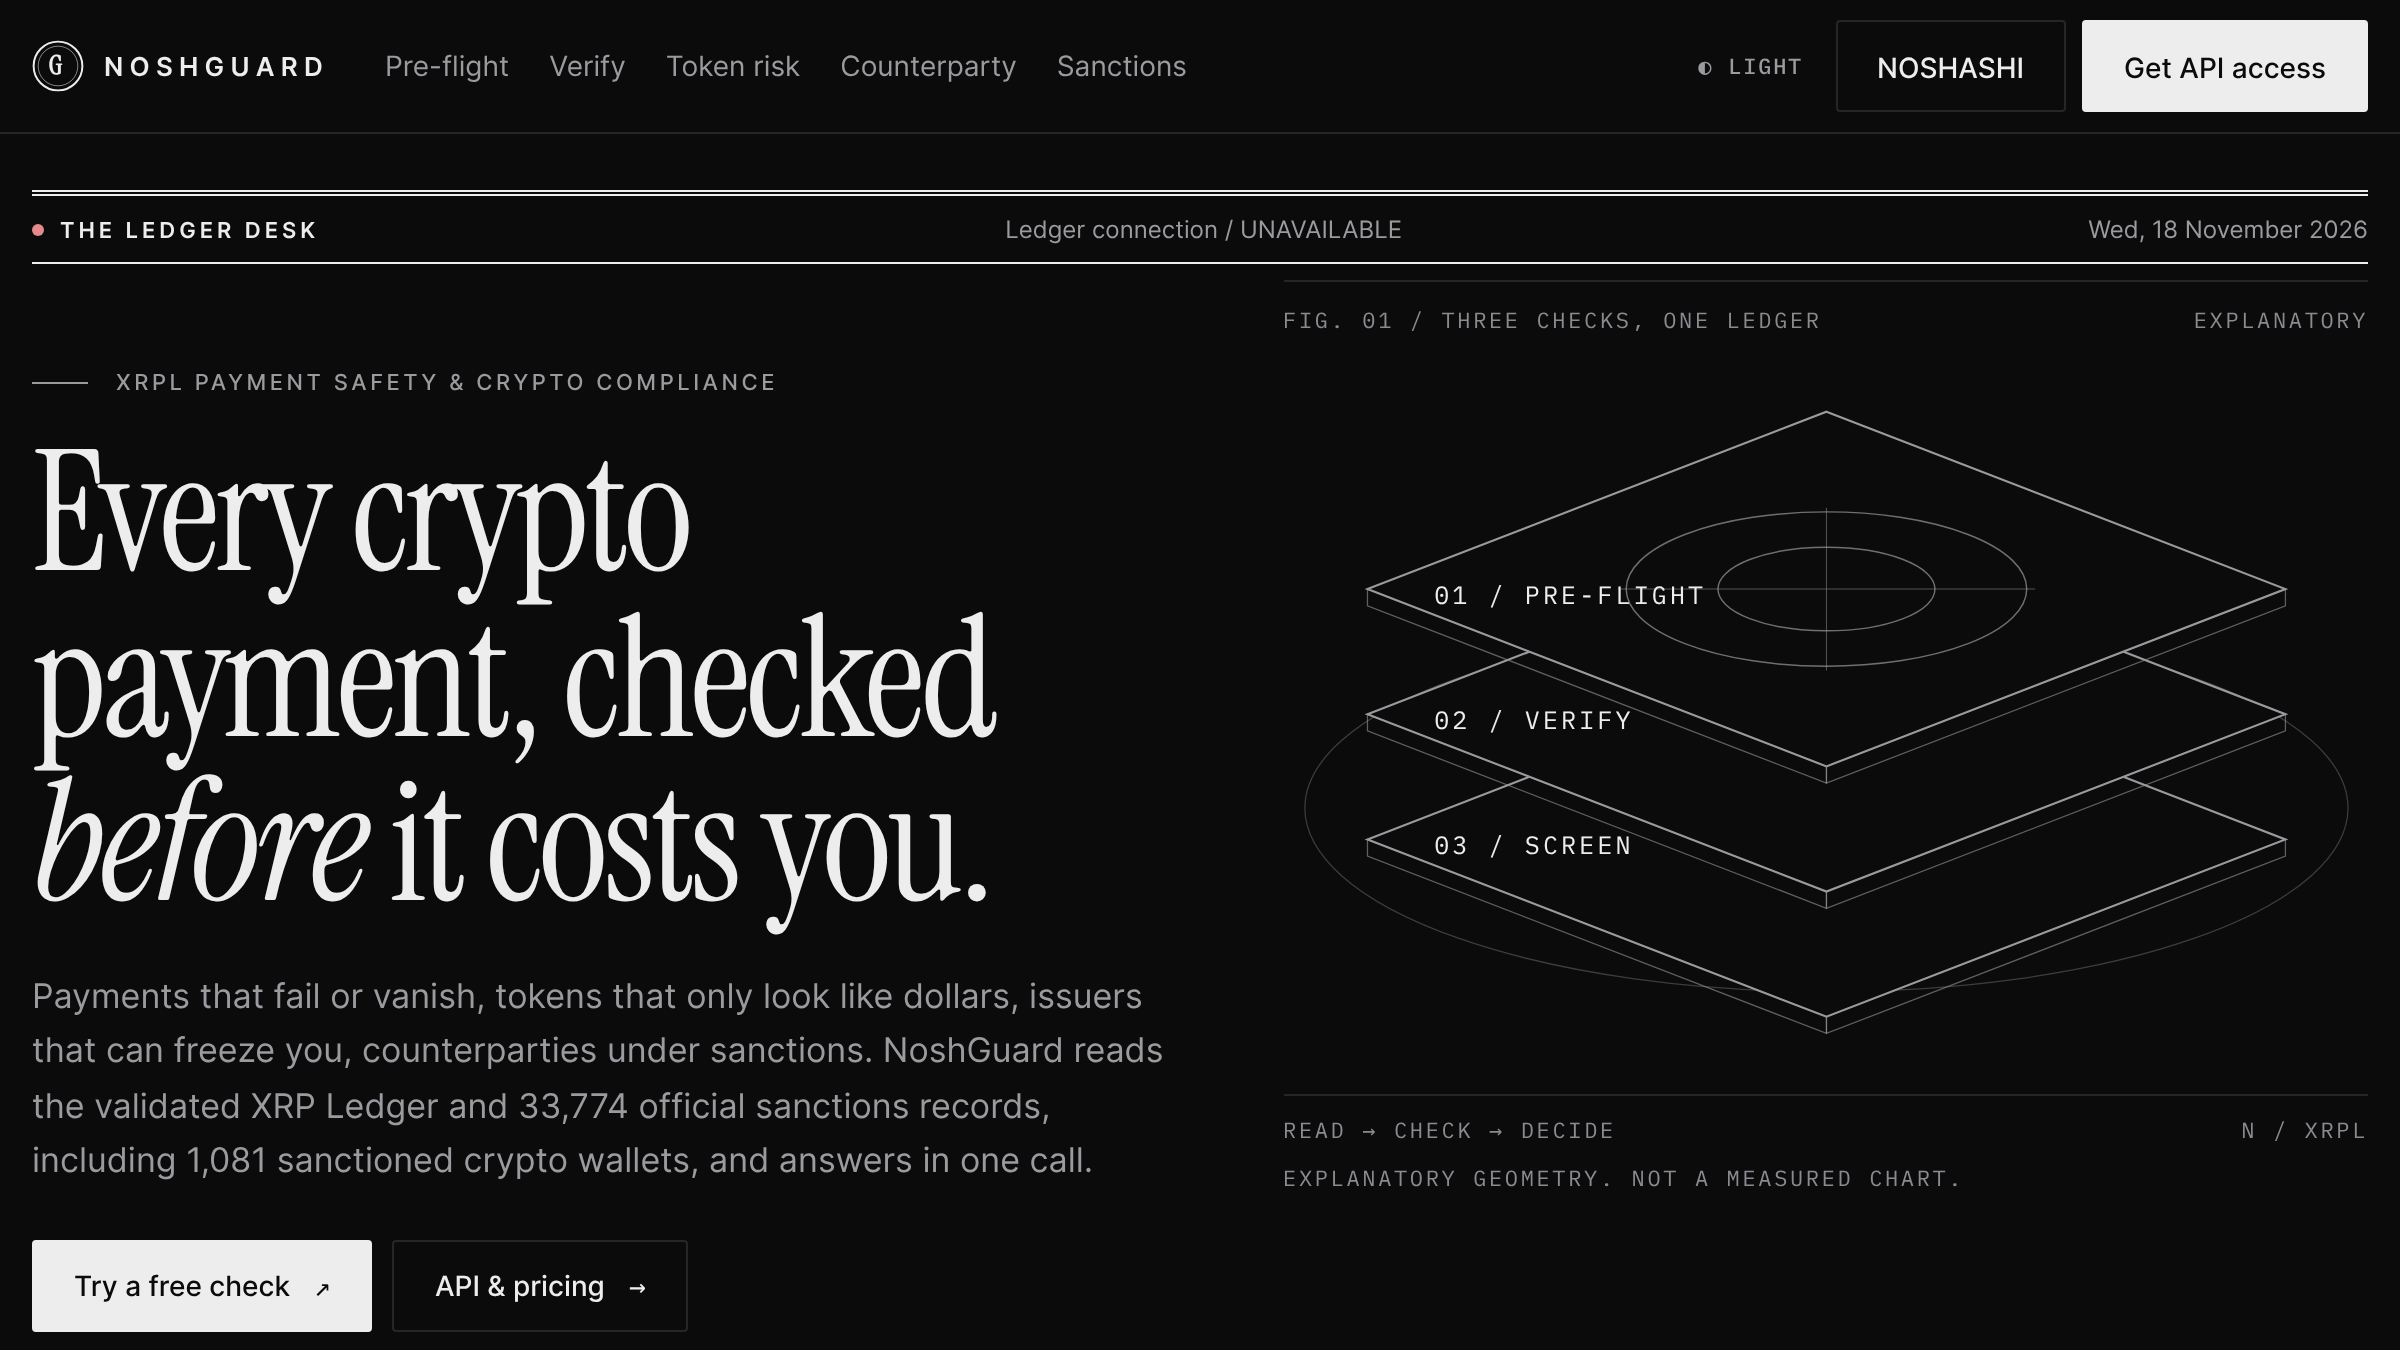 G NOSHGUARD Pre-flight Verify Token risk Counterparty Sanctions ◐ LIGHT NOSHASHI Get API access
THE LEDGER DESK Ledger connection / UNAVAILABLE Wed, 18 November 2026
FIG. 01 / THREE CHECKS, ONE LEDGER EXPLANATORY
XRPL PAYMENT SAFETY & CRYPTO COMPLIANCE
Every crypto
payment, checked
before it costs you.
Payments that fail or vanish, tokens that only look like dollars, issuers
that can freeze you, counterparties under sanctions. NoshGuard reads
the validated XRP Ledger and 33,774 official sanctions records,
including 1,081 sanctioned crypto wallets, and answers in one call.
Try a free check ↗ API & pricing →
01 / PRE-FLIGHT
02 / VERIFY
03 / SCREEN
READ → CHECK → DECIDE N / XRPL
EXPLANATORY GEOMETRY. NOT A MEASURED CHART.